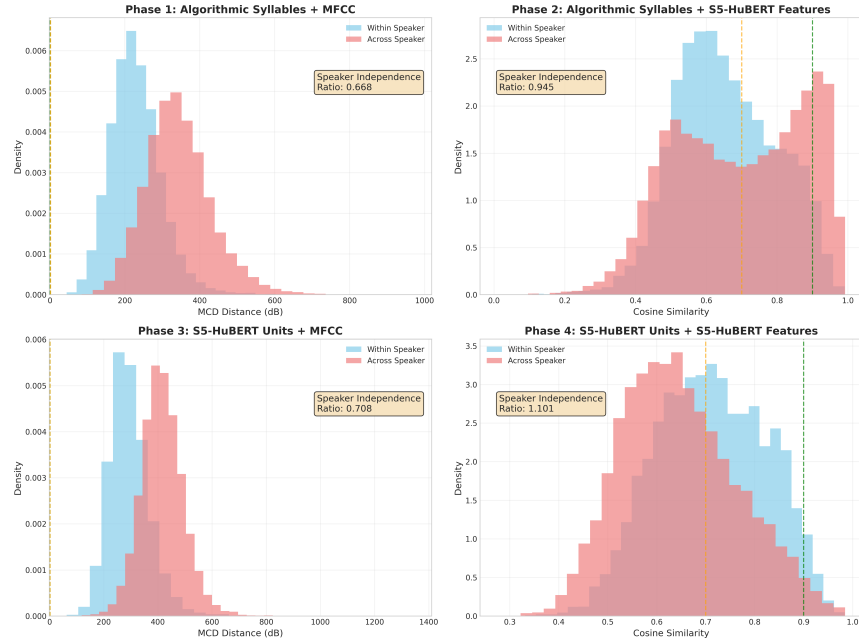 Phase 1: Algorithmic Syllables + MFCC
Within Speaker
Across Speaker
Speaker Independence
Ratio: 0.668
Density
0.006
0.005
0.004
0.003
0.002
0.001
0.000
0
200
400
600
800
1000
MCD Distance (dB)
Phase 2: Algorithmic Syllables + S5-HuBERT Features
Within Speaker
Across Speaker
Speaker Independence
Ratio: 0.945
Density
2.5
2.0
1.5
1.0
0.5
0.0
0.0
0.2
0.4
0.6
0.8
1.0
Cosine Similarity
Phase 3: S5-HuBERT Units + MFCC
Within Speaker
Across Speaker
Speaker Independence
Ratio: 0.708
Density
0.006
0.005
0.004
0.003
0.002
0.001
0.000
0
200
400
600
800
1000
1200
1400
MCD Distance (dB)
Phase 4: S5-HuBERT Units + S5-HuBERT Features
Within Speaker
Across Speaker
Speaker Independence
Ratio: 1.101
Density
3.5
3.0
2.5
2.0
1.5
1.0
0.5
0.0
0.3
0.4
0.5
0.6
0.7
0.8
0.9
1.0
Cosine Similarity